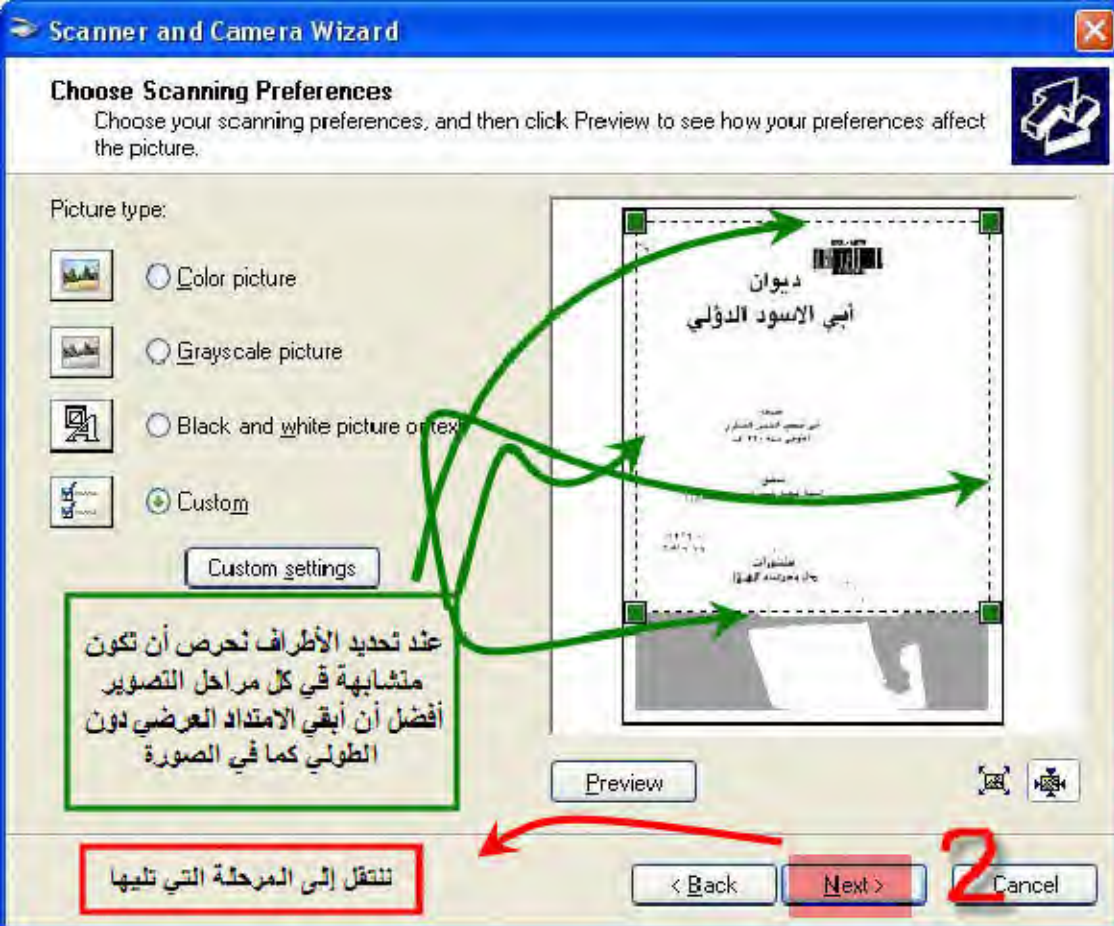 Scanner and Camera Wizard
Choose Scanning Preferences
Choose your scanning preferences, and then click Preview to see how your preferences affect
the picture.
Picture type:
Color picture
Grayscale picture
Black and white picture or text
Custom
Custom settings
عند تحديد الأطراف نحرص أن تكون
متشابهة في كل مراحل التصوير
أفضل أن أبقي الامتداد العرضي دون
الطولي كما في الصورة
ديوان
أبي الاسود الدؤلي
منشورات
Preview
ننتقل إلى المرحلة التي تليها
< Back
Next >
2
Cancel